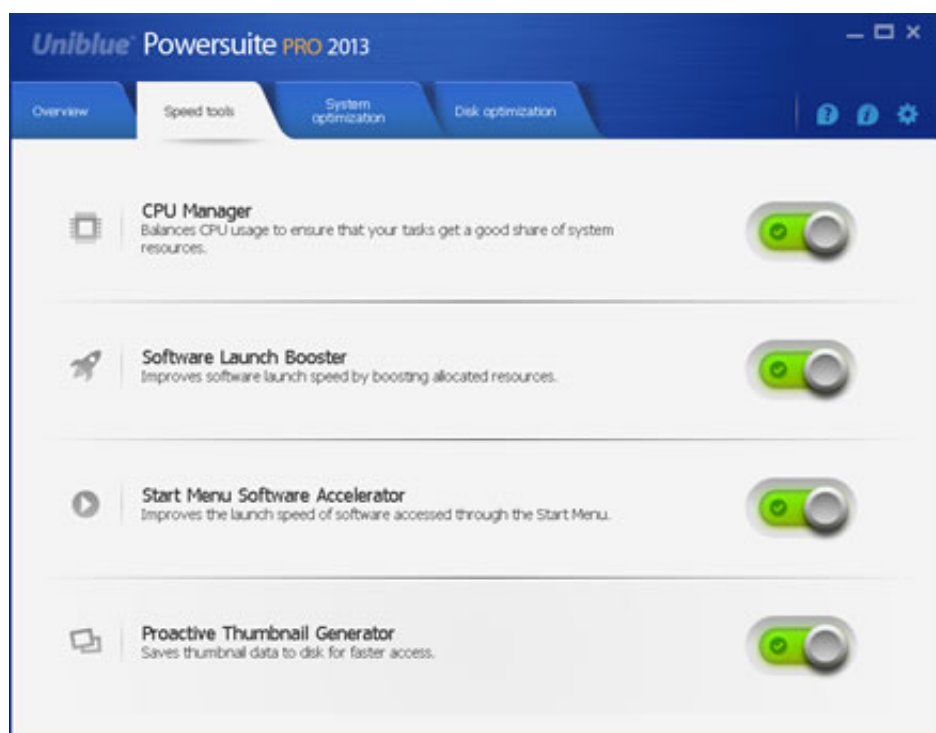 Uniblue Powersuite PRO 2013
Overview
Speed tools
System
optimization
Disk optimization
CPU Manager
Balances CPU usage to ensure that your tasks get a good share of system
resources.
Software Launch Booster
Improves software launch speed by boosting allocated resources.
Start Menu Software Accelerator
Improves the launch speed of software accessed through the Start Menu.
Proactive Thumbnail Generator
Saves thumbnail data to disk for faster access.